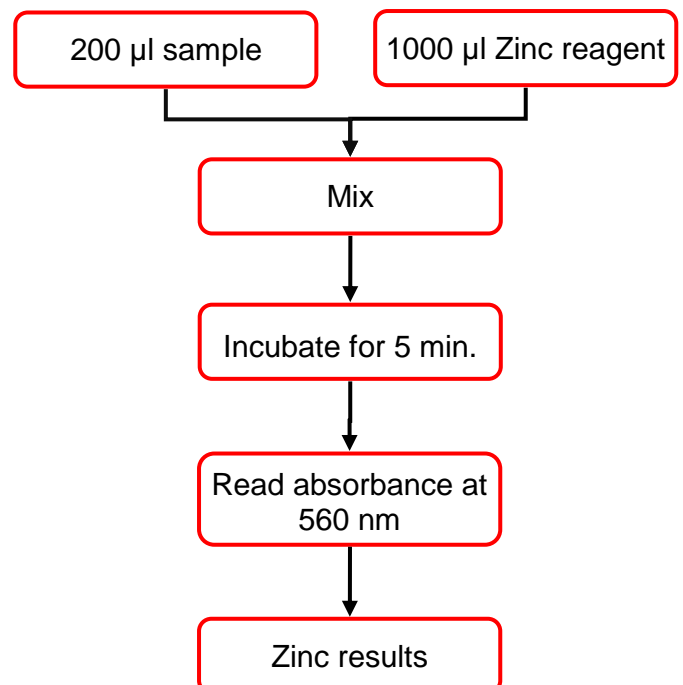 200 µl sample
1000 µl Zinc reagent
Mix
Incubate for 5 min.
Read absorbance at
560 nm
Zinc results